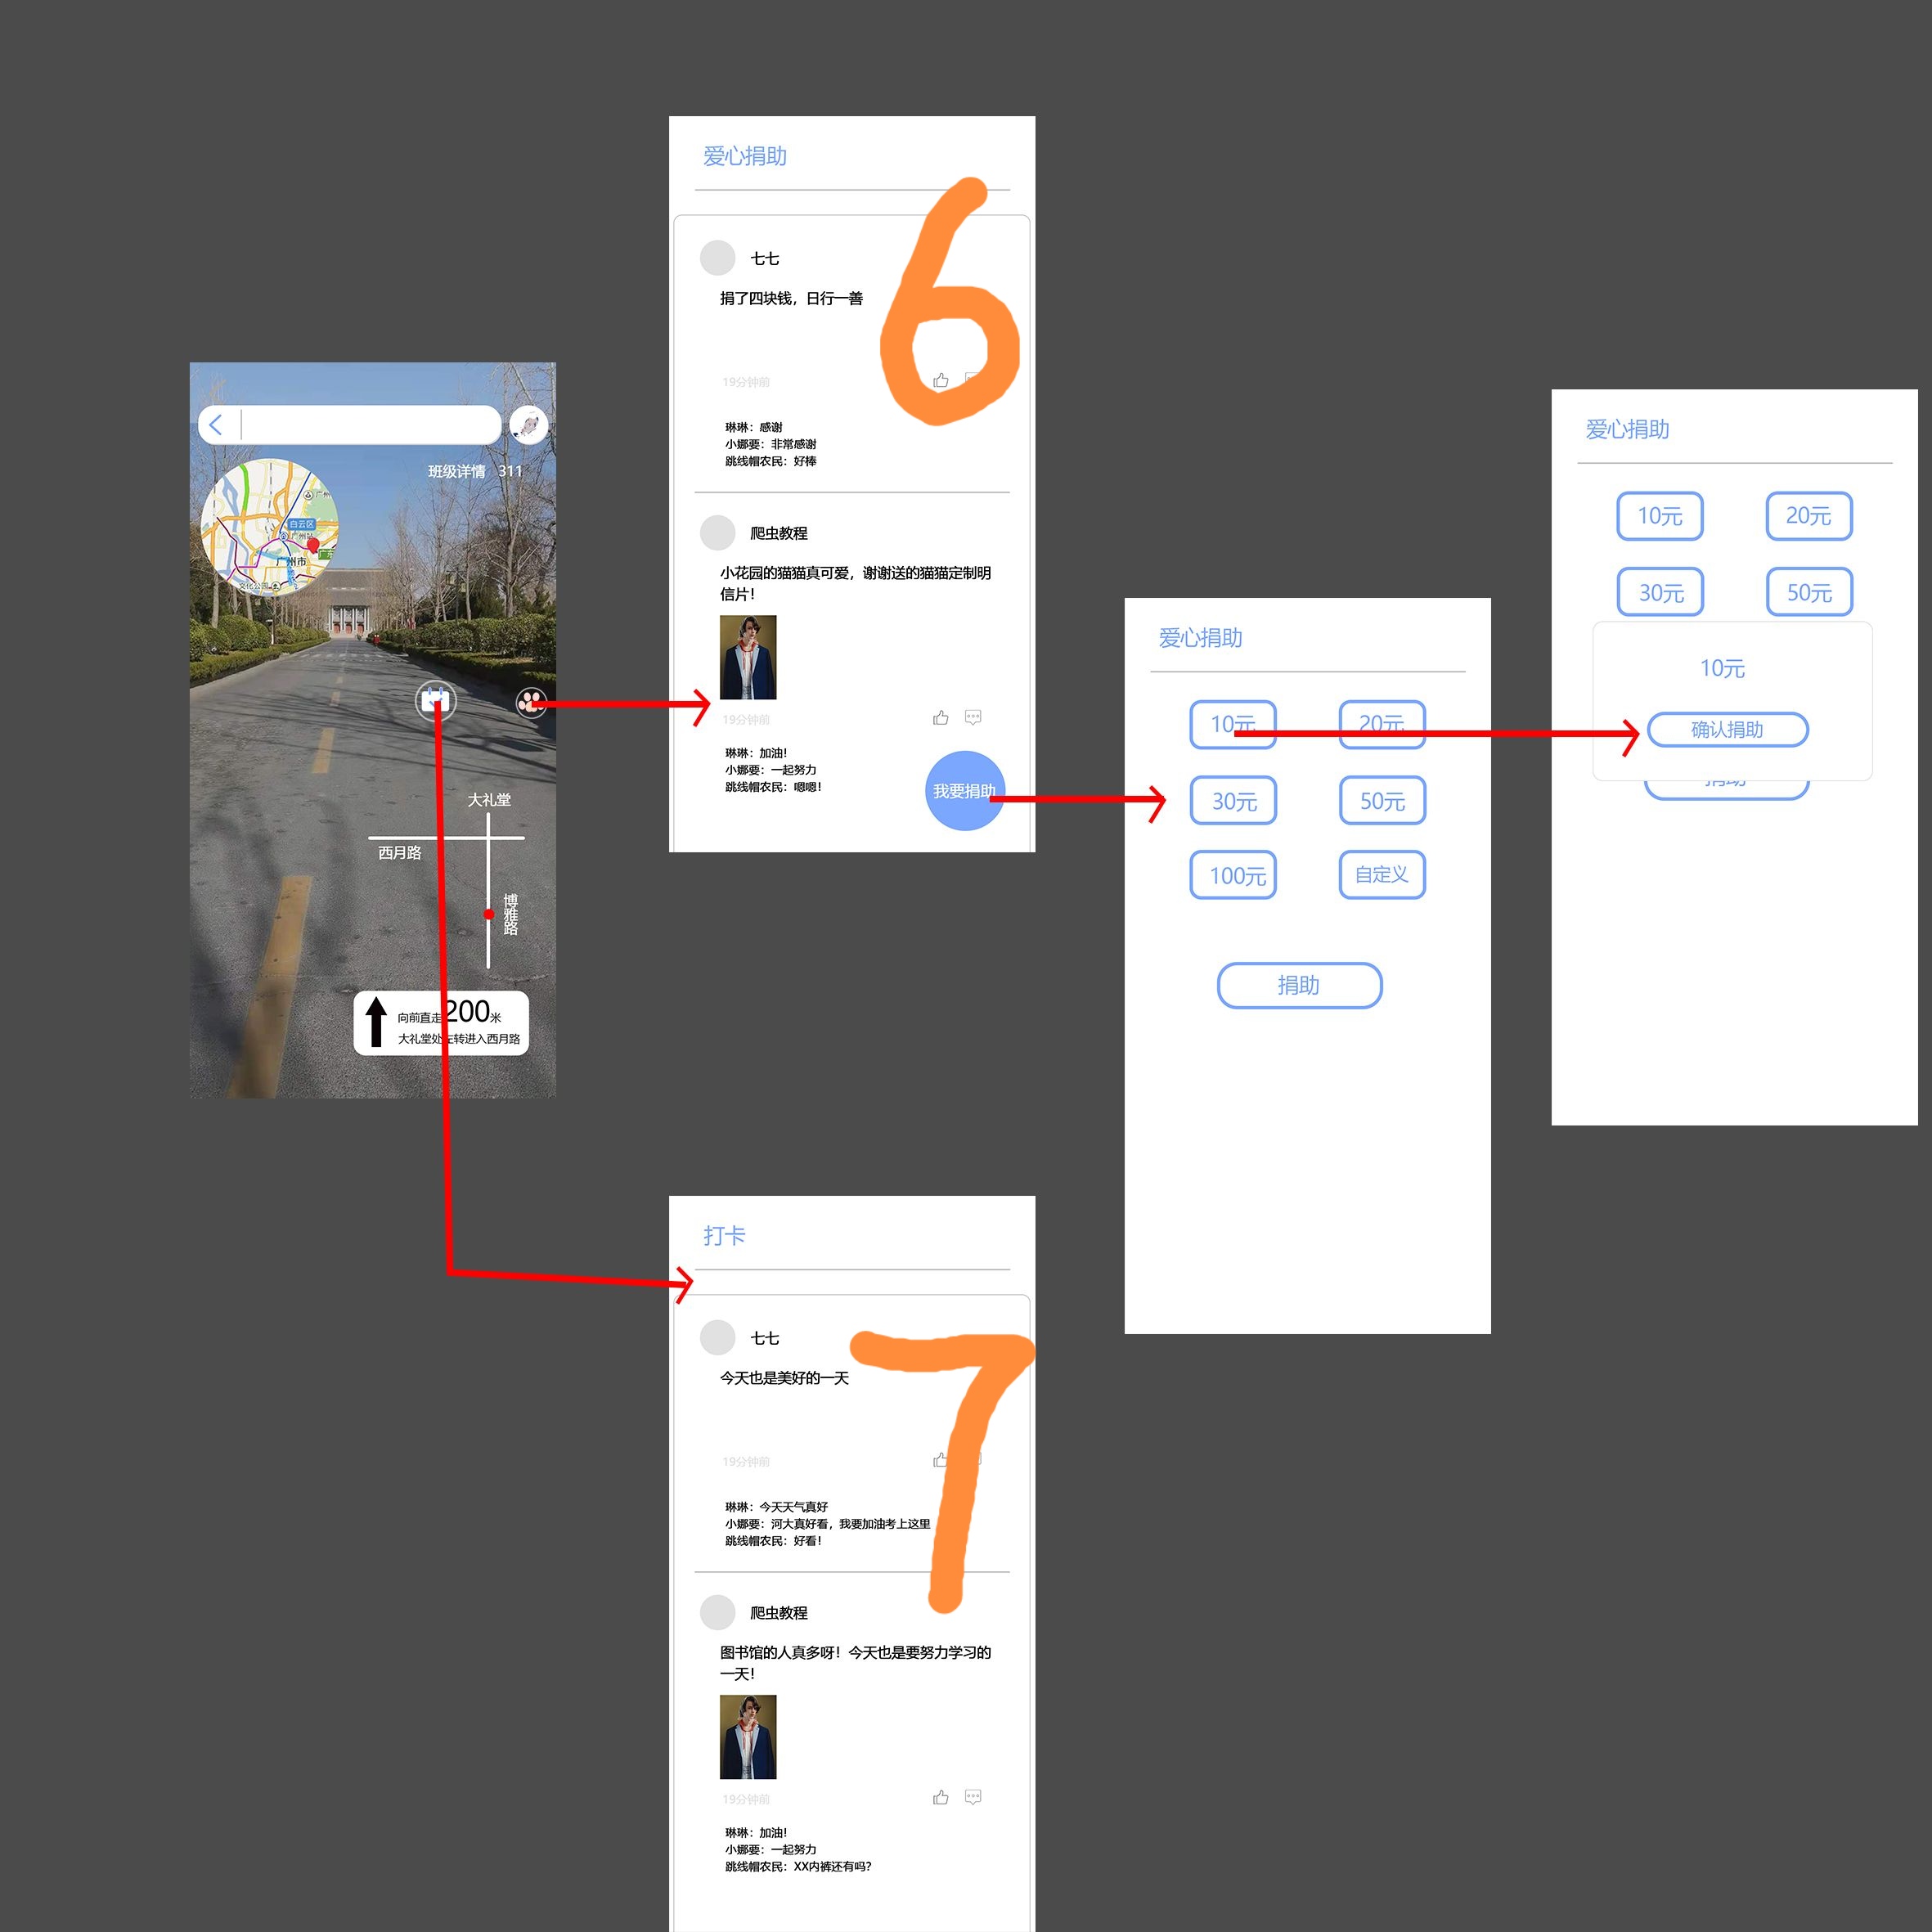 班级详情 311
广州
白云区
广州站
广东
广州市
文化公园
大礼堂
西月路
博雅路
向前直走200米
大礼堂处左转进入西月路
爱心捐助
6
七七
捐了四块钱，日行一善
19分钟前
琳琳：感谢
小娜要：非常感谢
跳线帽农民：好棒
爬虫教程
小花园的猫猫真可爱，谢谢送的猫猫定制明
信片！
19分钟前
琳琳：加油！
小娜要：一起努力
跳线帽农民：嗯嗯！
我要捐助
爱心捐助
10元
20元
30元
50元
100元
自定义
捐助
爱心捐助
10元
20元
30元
50元
10元
确认捐助
捐助
打卡
7
七七
今天也是美好的一天
19分钟前
琳琳：今天天气真好
小娜要：河大真好看，我要加油考上这里
跳线帽农民：好看！
爬虫教程
图书馆的人真多呀！今天也是要努力学习的
一天！
19分钟前
琳琳：加油！
小娜要：一起努力
跳线帽农民：XX内裤还有吗？